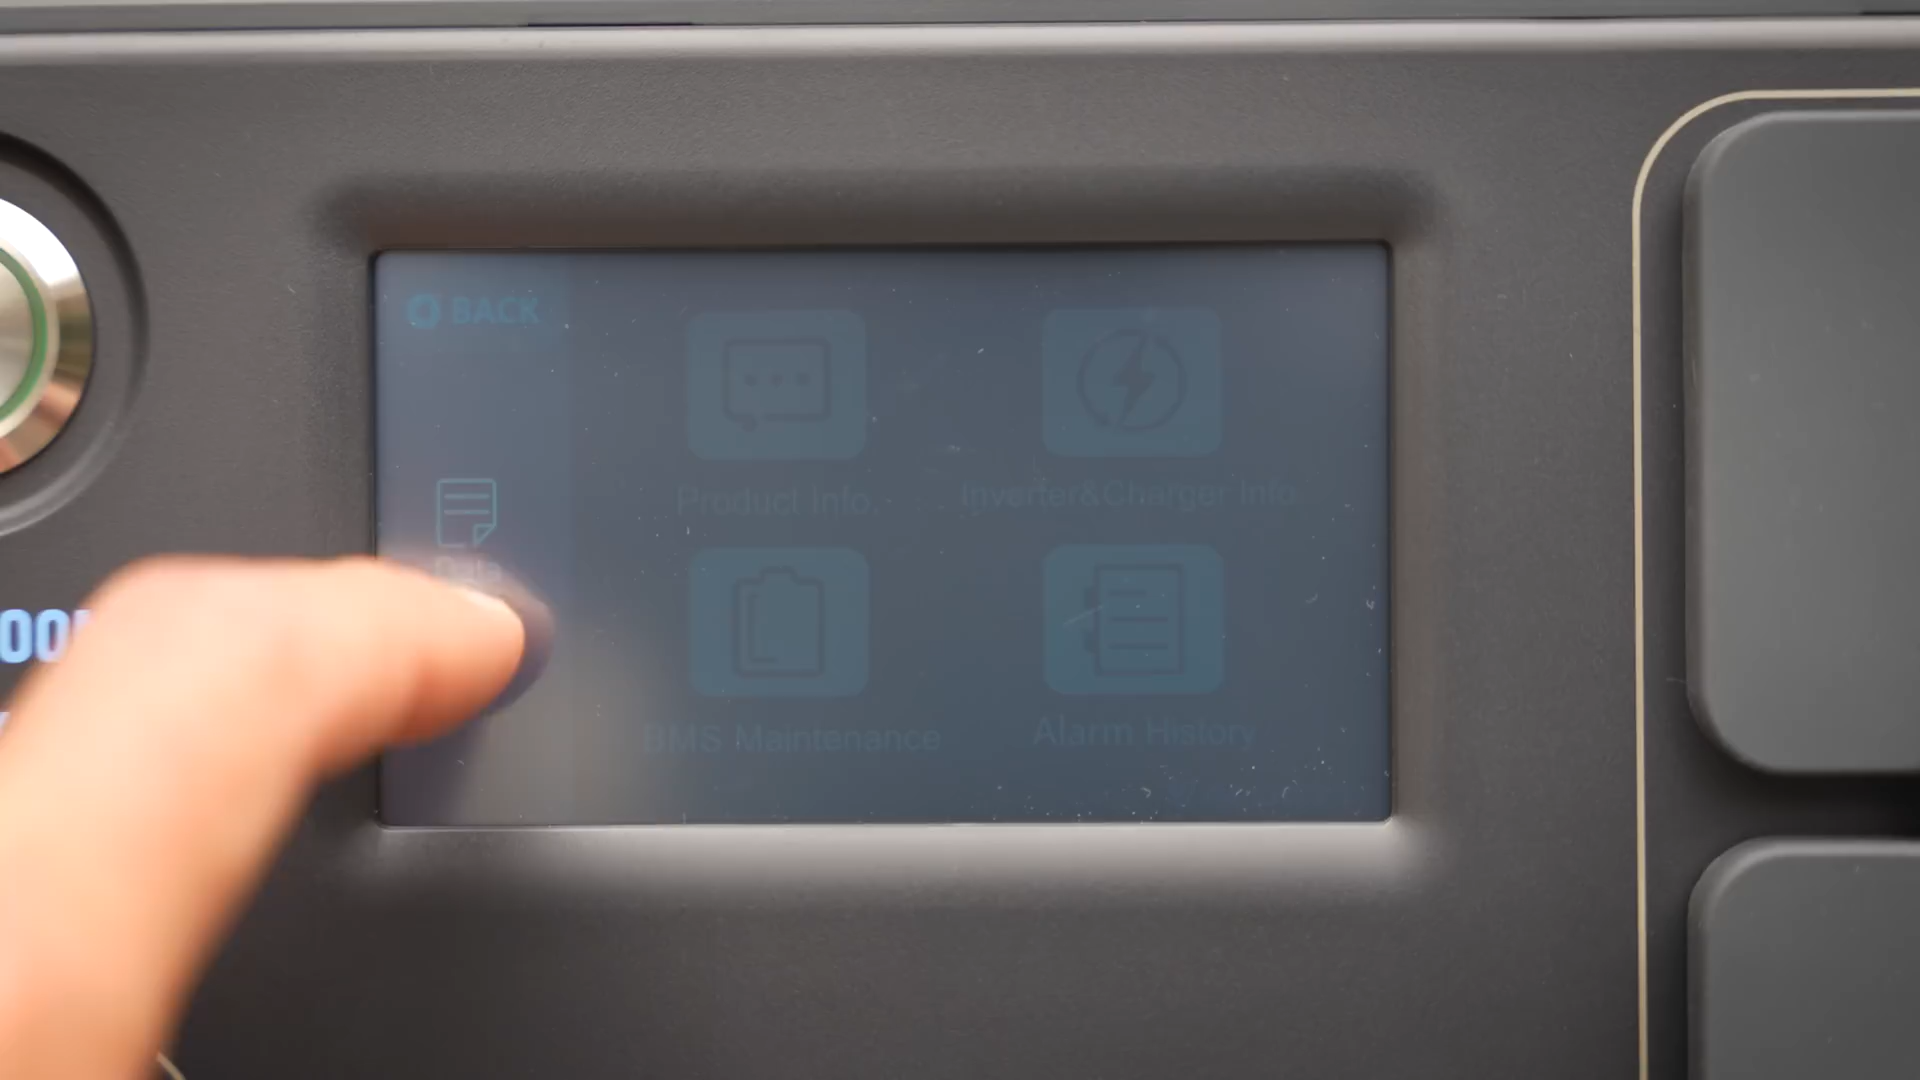 BACK
Product Info.
Inverter&Charger Info
Data
BMS Maintenance
Alarm History